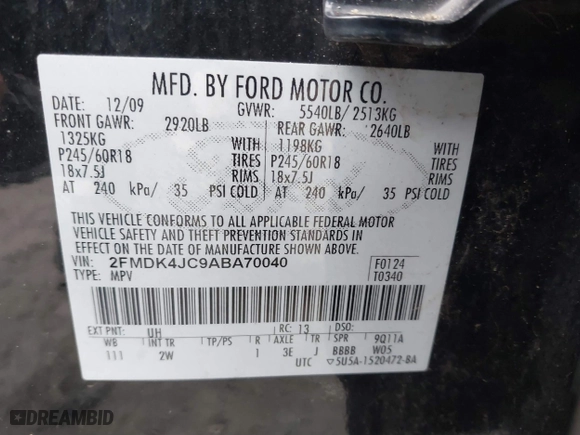 MFD. BY FORD MOTOR CO.
DATE: 12/09 GVWR: 5540LB/ 2513KG
FRONT GAWR: 2920LB REAR GAWR: 2640LB
1325KG WITH 1198KG WITH
P245/60R18 TIRES P245/60R18 TIRES
18x7.5J RIMS 18x7.5J RIMS
AT 240 kPa/ 35 PSI COLD AT 240 kPa/ 35 PSI COLD
THIS VEHICLE CONFORMS TO ALL APPLICABLE FEDERAL MOTOR
VEHICLE SAFETY AND THEFT PREVENTION STANDARDS IN
EFFECT ON THE DATE OF MANUFACTURE SHOWN ABOVE.
VIN: 2FMDK4JC9ABA70040 F0124
TYPE: MPV T0340
EXT PNT: UH RC: 13 DSO:
WB INT TR TP/PS R AXLE TR SPR 9Q11A
111 2W 1 3E J BBBB W05
UTC ▽5U5A-1520472-BA
DREAMBID